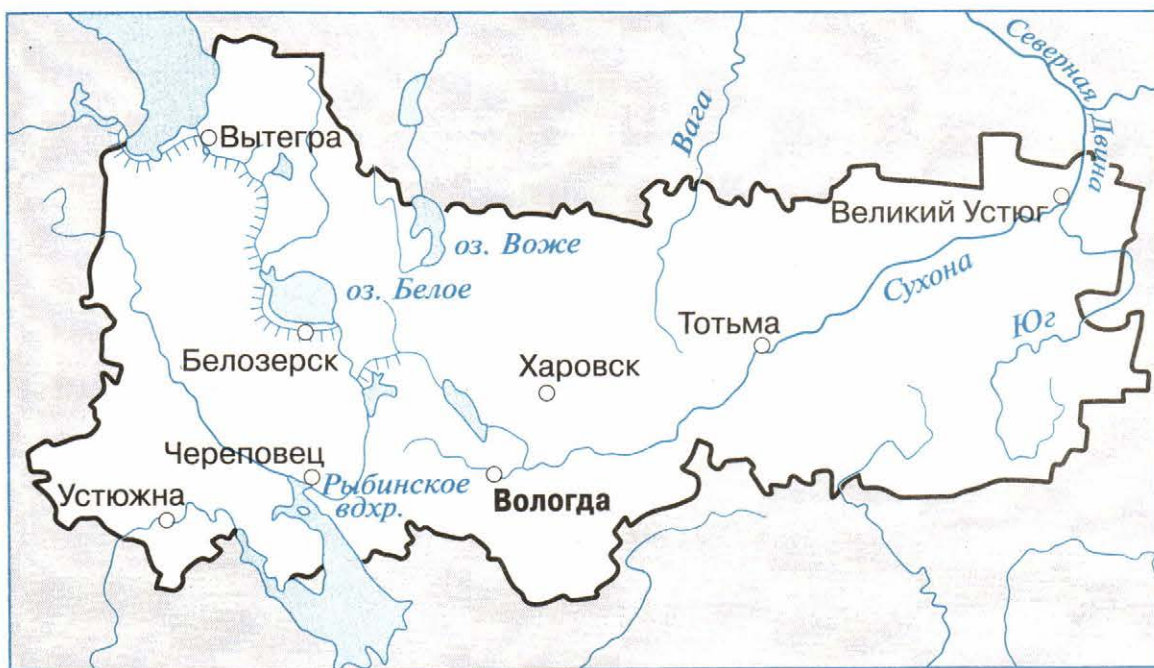 Северная Двина
Вага
Вытегра
Великий Устюг
оз. Воже
Сухона
оз. Белое
Юг
Тотьма
Белозерск
Харовск
Череповец
Рыбинское
вдхр.
Устюжна
Вологда